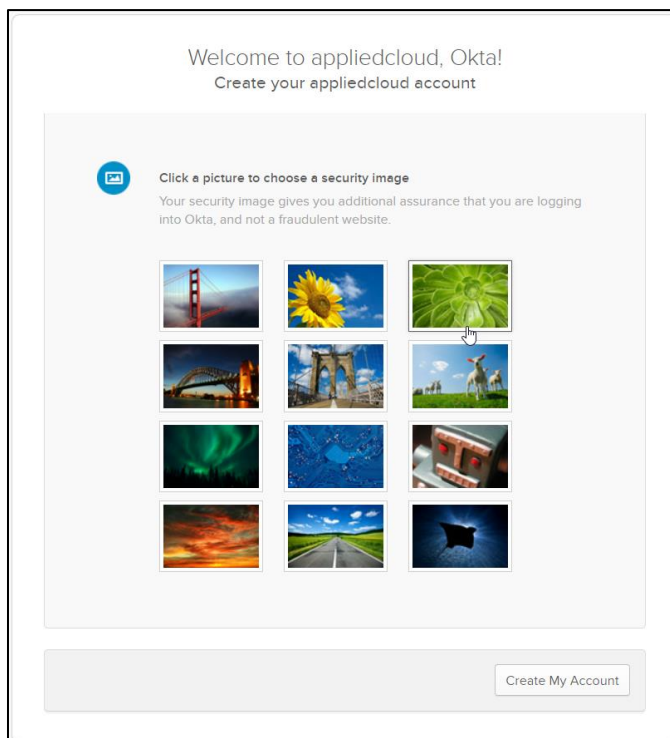 Welcome to appliedcloud, Okta!
Create your appliedcloud account
Click a picture to choose a security image
Your security image gives you additional assurance that you are logging
into Okta, and not a fraudulent website.
Create My Account